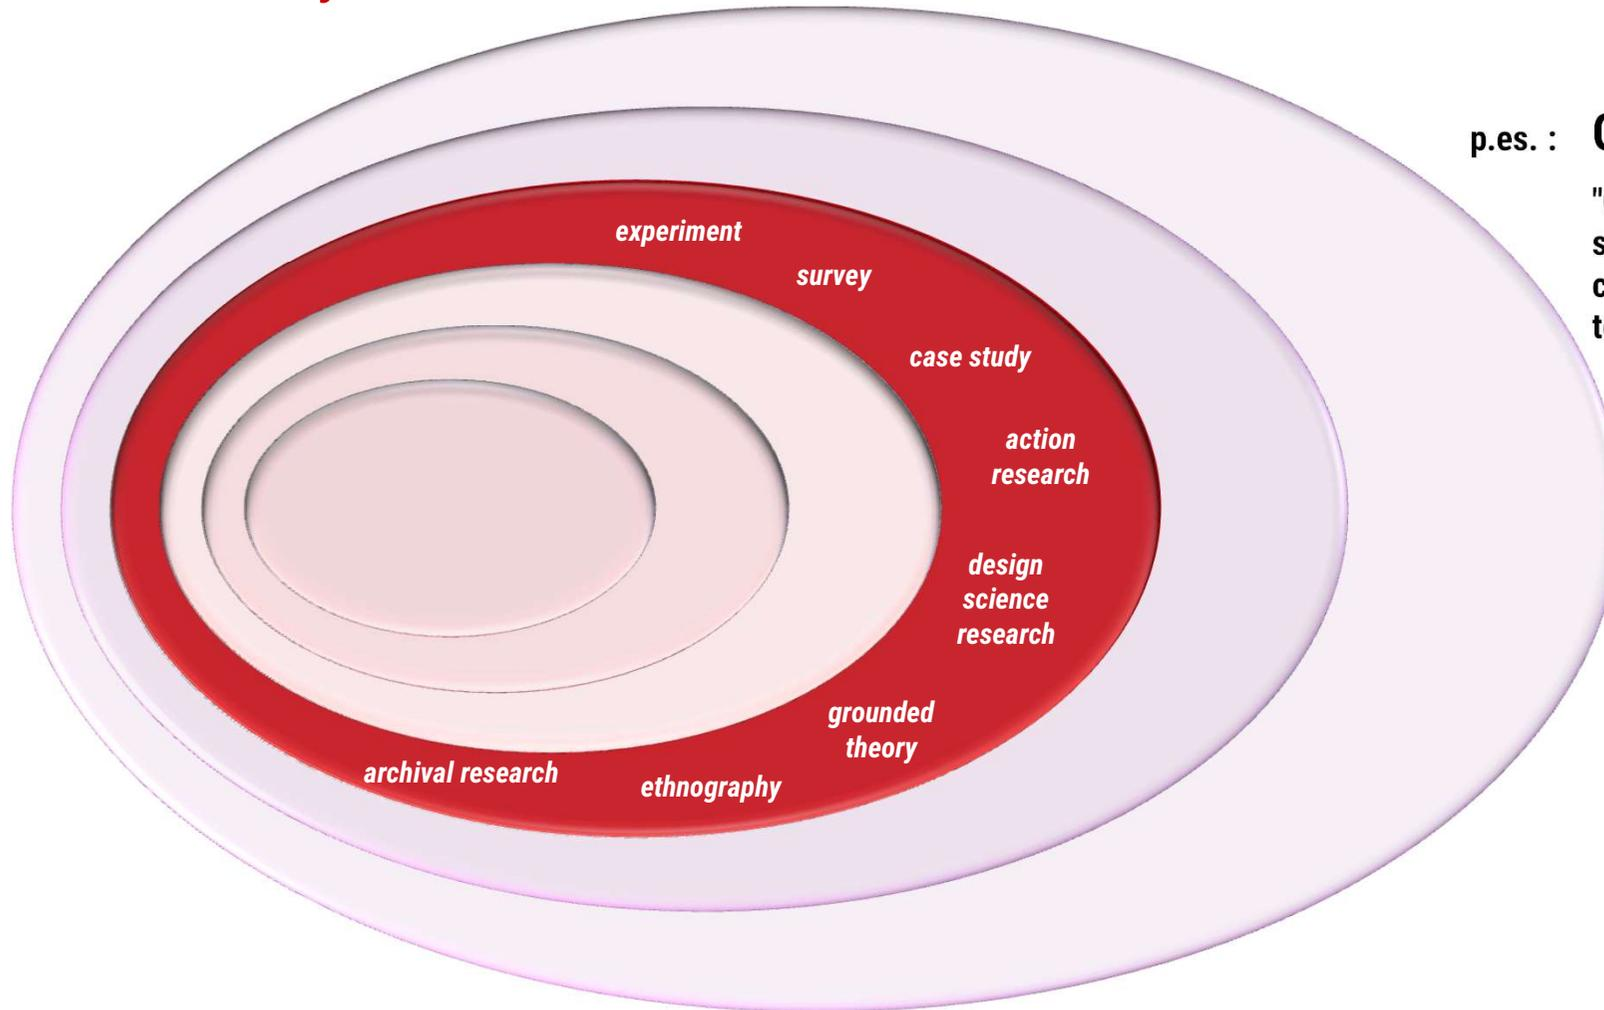 p.es. :
experiment
survey
case study
action
research
design
science
research
grounded
theory
archival research
ethnography